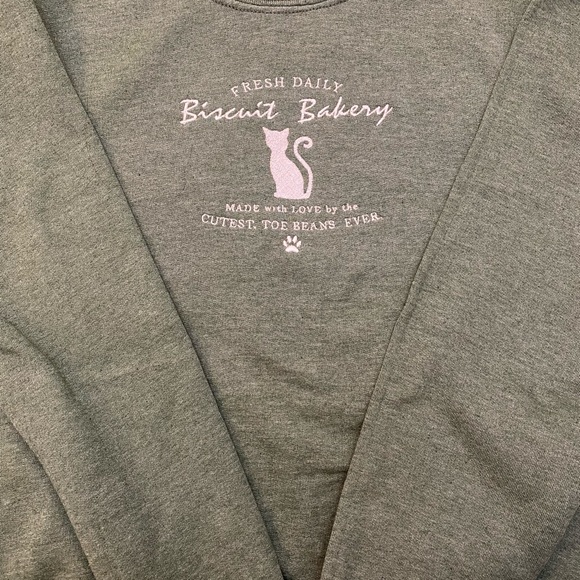 FRESH DAILY
Biscuit Bakery
MADE with LOVE by the
CUTEST. TOE BEANS. EVER.